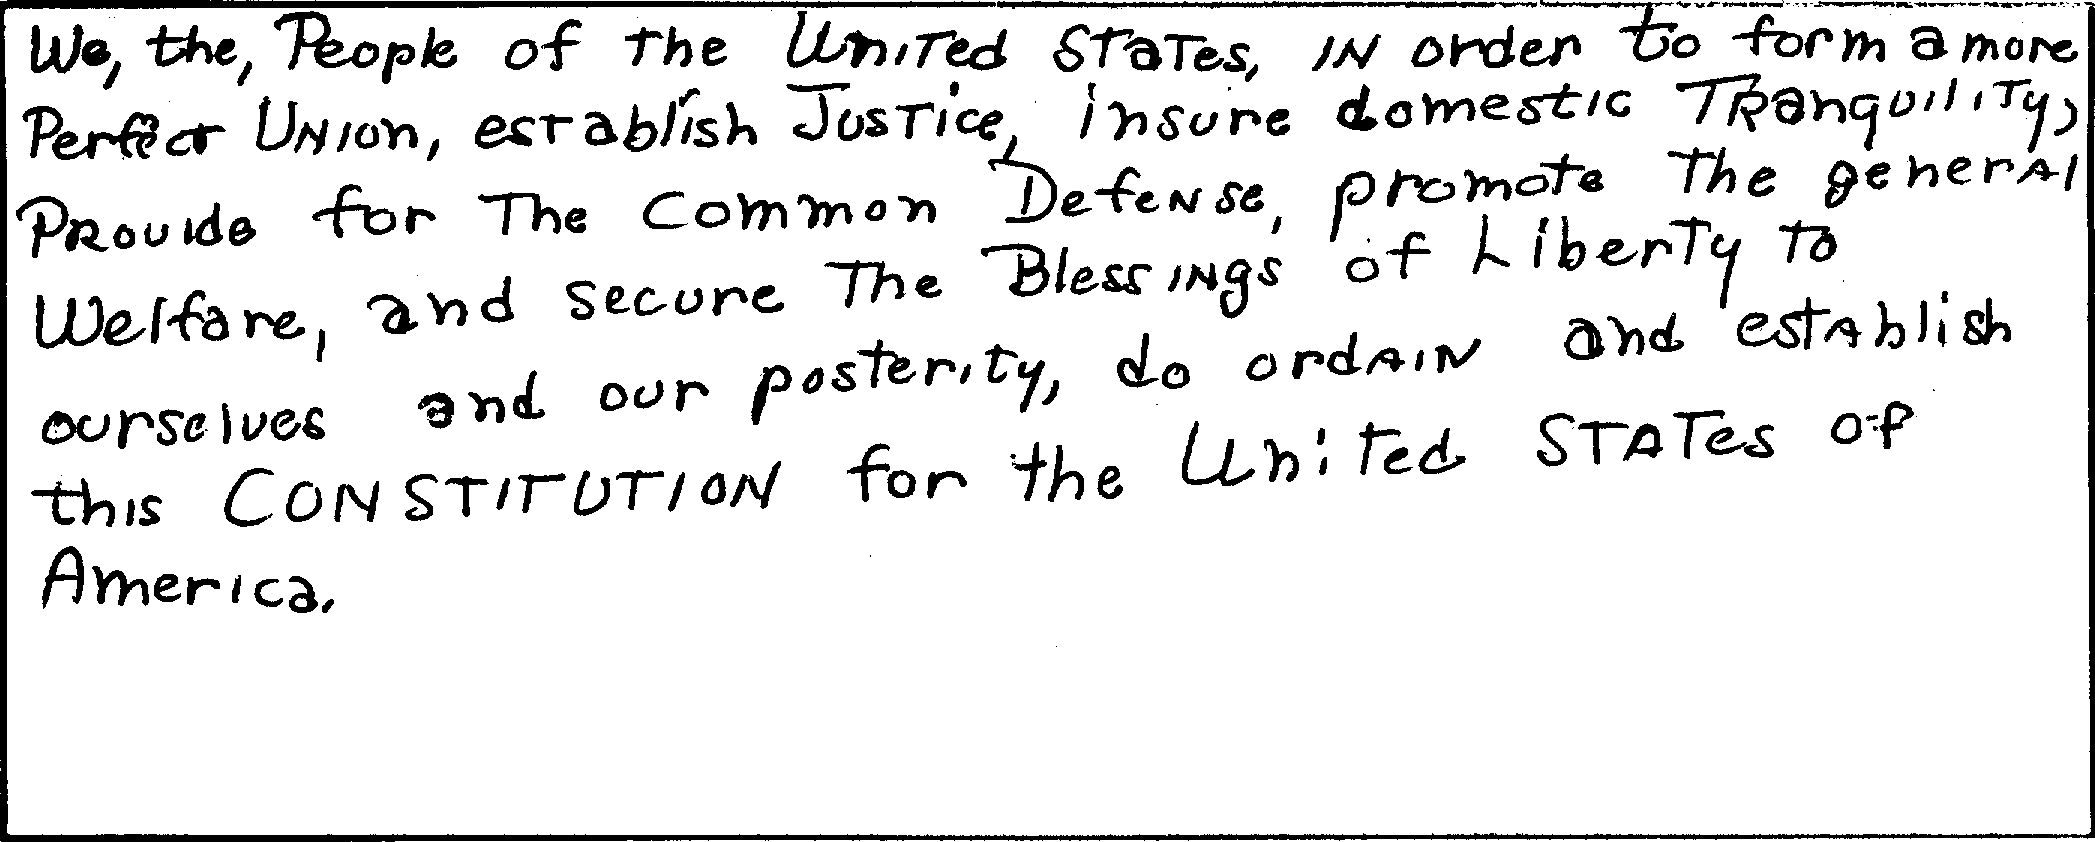 We, the, People of the United States, in order to form a more
Perfect Union, establish Justice, insure domestic Tranquility,
Provide for The Common Defense, promote The general
Welfare, and secure The Blessings of Liberty to
ourselves and our posterity, do ordain and establish
this CONSTITUTION for the United States of
America.